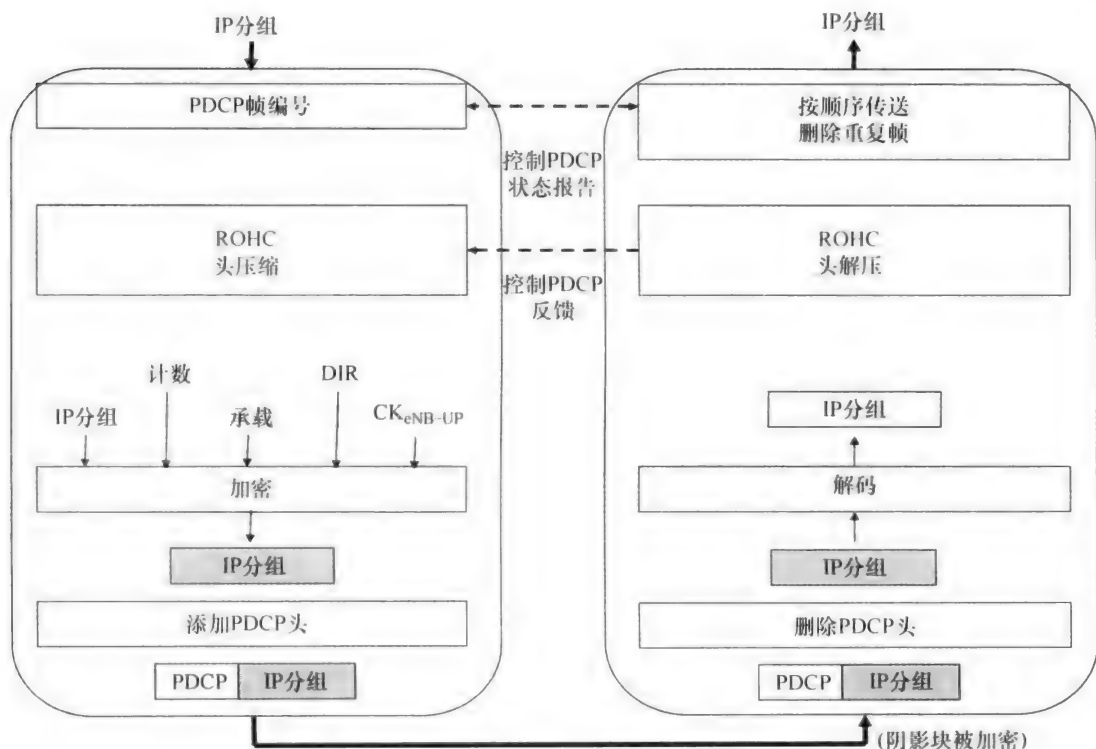 IP分组
PDCP帧编号
ROHC
头压缩
计数
DIR
IP分组
承载
CKeNB-UP
加密
IP分组
添加PDCP头
PDCP
IP分组
控制PDCP
状态报告
控制PDCP
反馈
IP分组
按顺序传送
删除重复帧
ROHC
头解压
IP分组
解码
IP分组
删除PDCP头
PDCP
IP分组
(阴影块被加密)